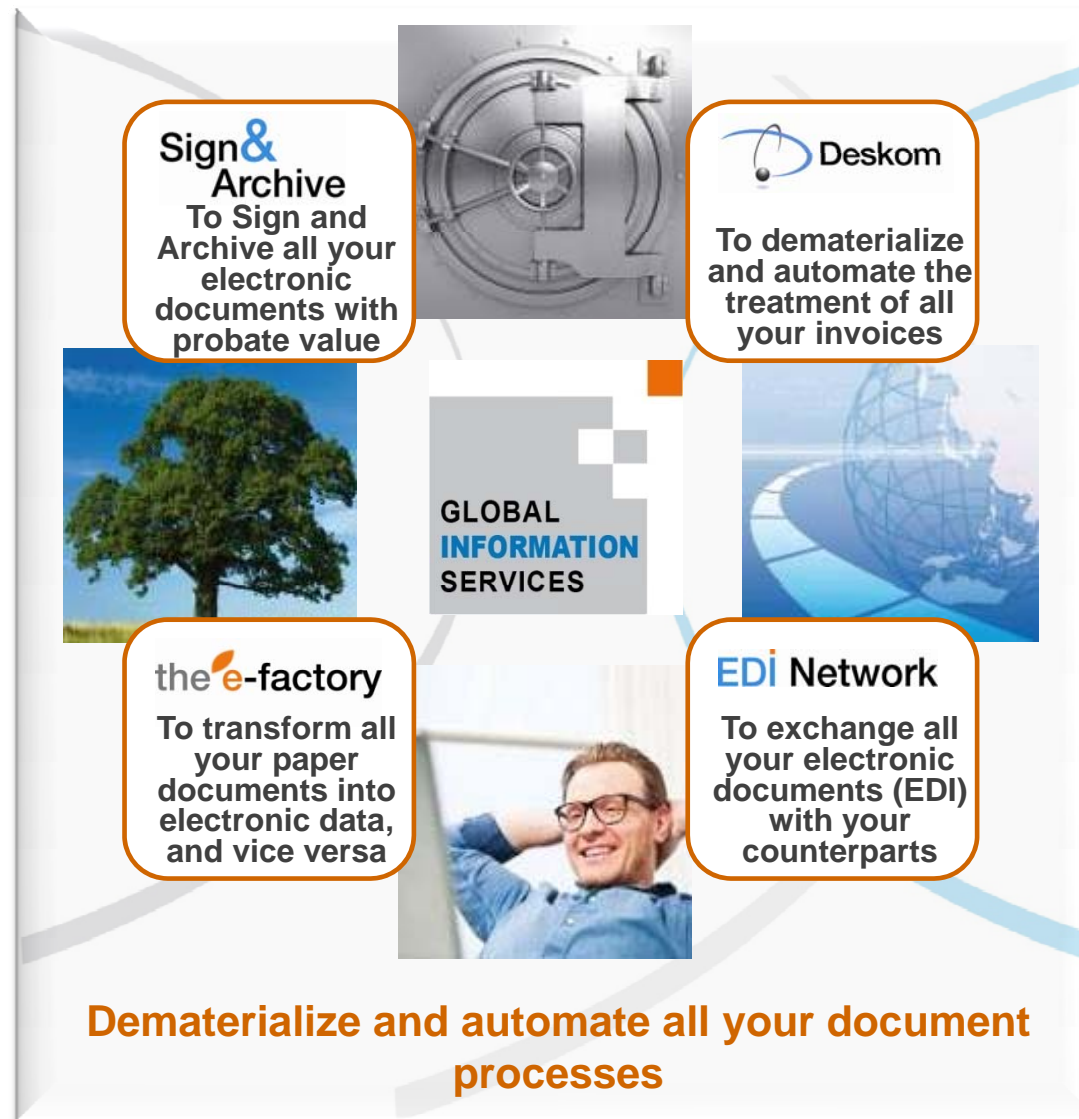 Sign&
Archive
To Sign and
Archive all your
electronic
documents with
probate value
Deskom
To dematerialize
and automate the
treatment of all
your invoices
GLOBAL
INFORMATION
SERVICES
the e-factory
To transform all
your paper
documents into
electronic data,
and vice versa
EDI Network
To exchange all
your electronic
documents (EDI)
with your
counterparts
Dematerialize and automate all your document
processes